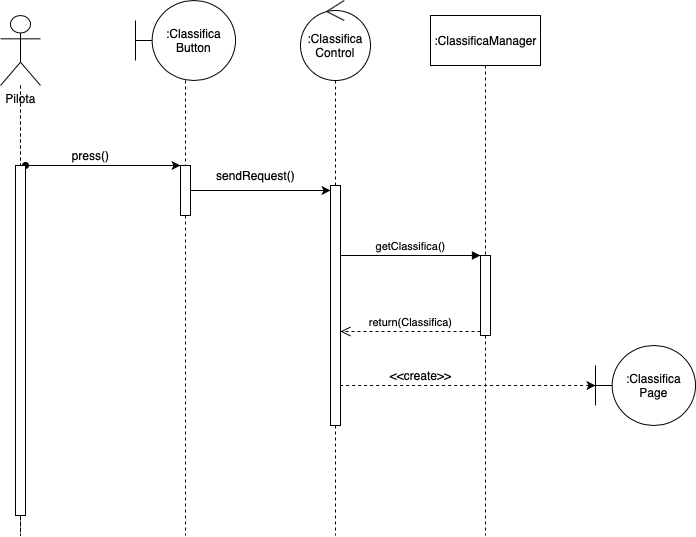 :Classifica
Button
:Classifica
Control
:ClassificaManager
Pilota
press()
sendRequest()
getClassifica()
return(Classifica)
<<create>>
:Classifica
Page